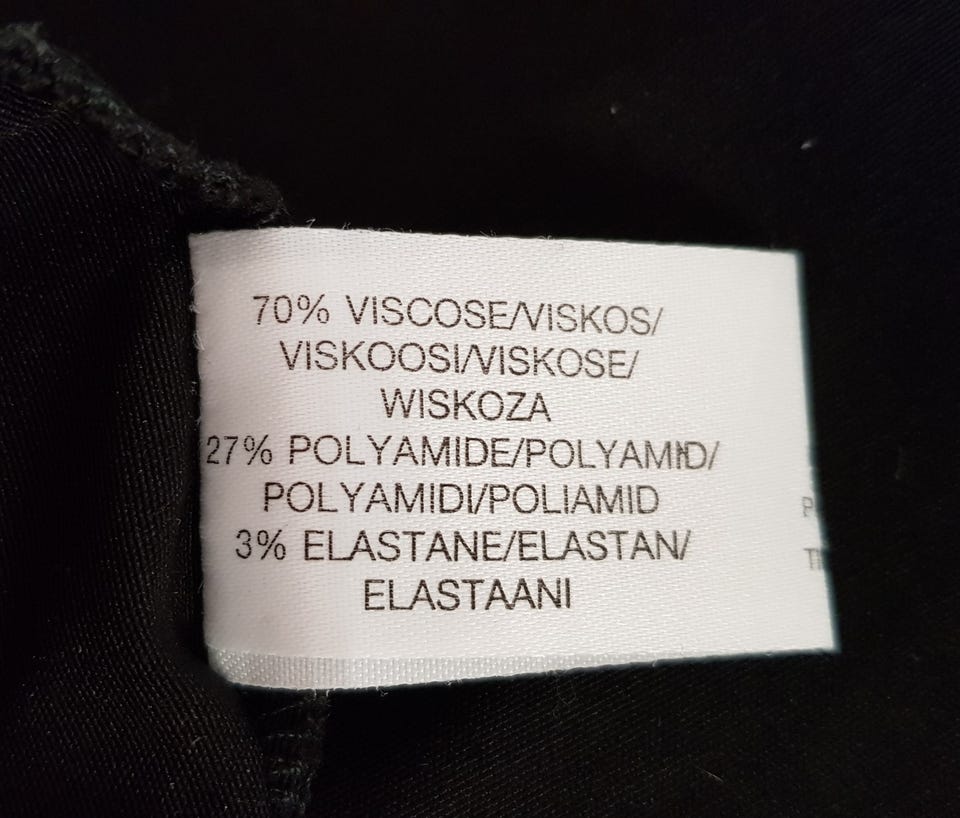 70% VISCOSE/VISKOS/
VISKOOSI/VISKOSE/
WISKOZA
27% POLYAMIDE/POLYAMID/
POLYAMIDI/POLIAMID
3% ELASTANE/ELASTAN/
ELASTAANI